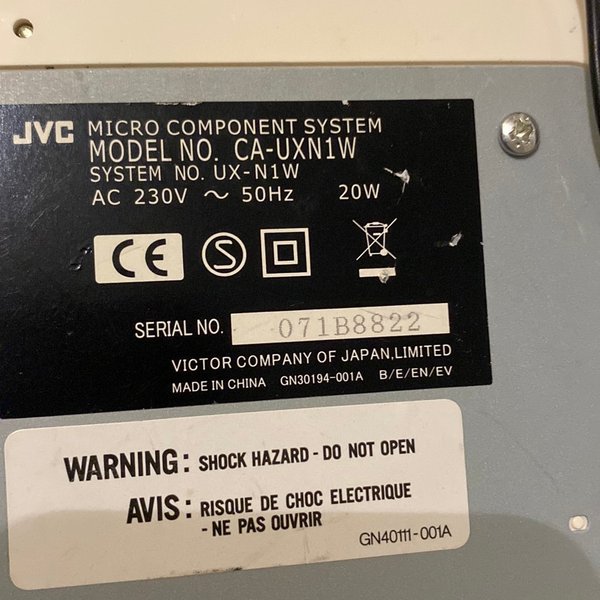 JVC MICRO COMPONENT SYSTEM
MODEL NO. CA-UXN1W
SYSTEM NO. UX-N1W
AC 230V ～ 50Hz 20W
CE S
SERIAL NO. 071B8822
VICTOR COMPANY OF JAPAN,LIMITED
MADE IN CHINA GN30194-001A B/E/EN/EV
WARNING: SHOCK HAZARD - DO NOT OPEN
AVIS: RISQUE DE CHOC ELECTRIQUE
- NE PAS OUVRIR
GN40111-001A